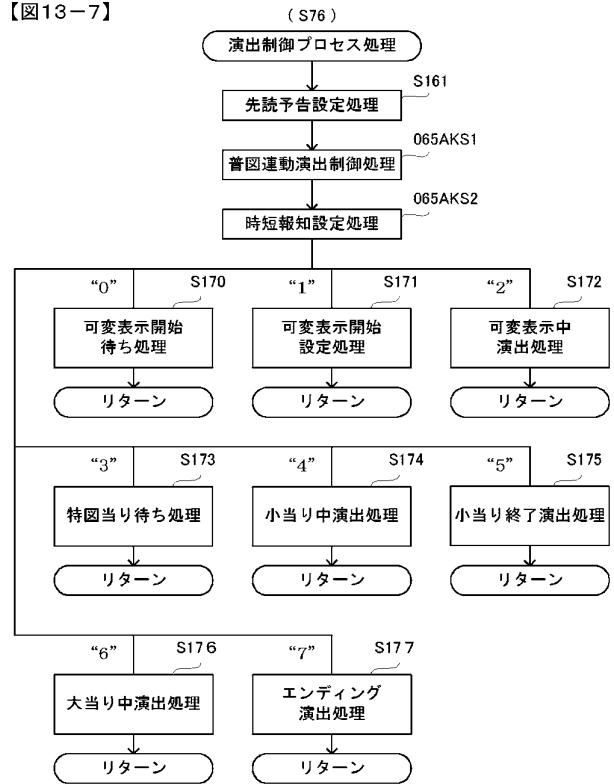 【図13-7】
(S76)
演出制御プロセス処理
S161
先読予告設定処理
065AKS1
普図連動演出制御処理
065AKS2
時短報知設定処理
“0” S170 “1” S171 “2” S172
可変表示開始 可変表示開始 可変表示中
待ち処理 設定処理 演出処理
リターン リターン リターン
“3” S173 “4” S174 “5” S175
特図当り待ち処理 小当り中演出処理 小当り終了演出処理
リターン リターン リターン
“6” S176 “7” S177
大当り中演出処理 エンディング
演出処理
リターン リターン